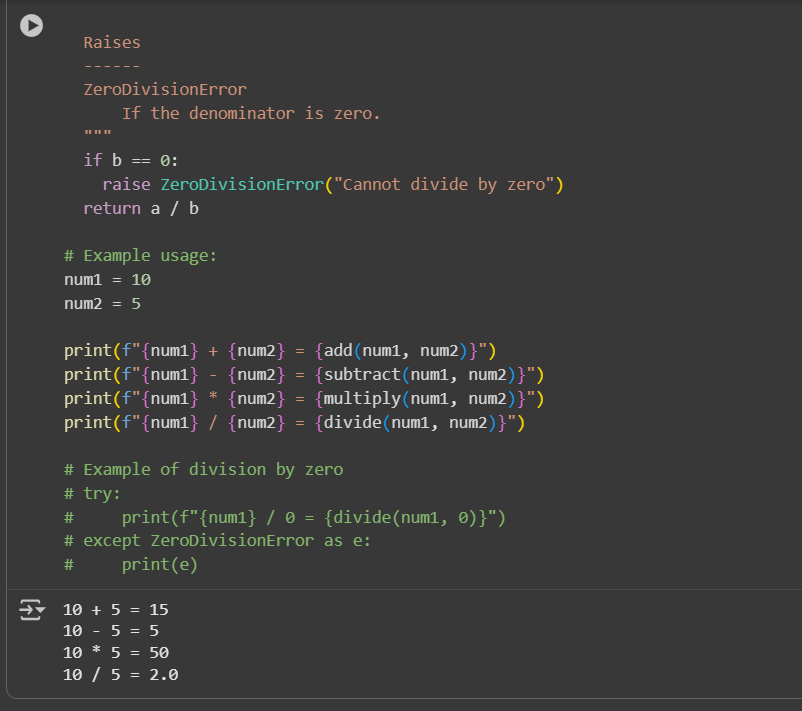 Raises
------
ZeroDivisionError
    If the denominator is zero.
"""
if b == 0:
  raise ZeroDivisionError("Cannot divide by zero")
return a / b
# Example usage:
num1 = 10
num2 = 5
print(f"{num1} + {num2} = {add(num1, num2)}")
print(f"{num1} - {num2} = {subtract(num1, num2)}")
print(f"{num1} * {num2} = {multiply(num1, num2)}")
print(f"{num1} / {num2} = {divide(num1, num2)}")
# Example of division by zero
# try:
#     print(f"{num1} / 0 = {divide(num1, 0)}")
# except ZeroDivisionError as e:
#     print(e)
10 + 5 = 15
10 - 5 = 5
10 * 5 = 50
10 / 5 = 2.0